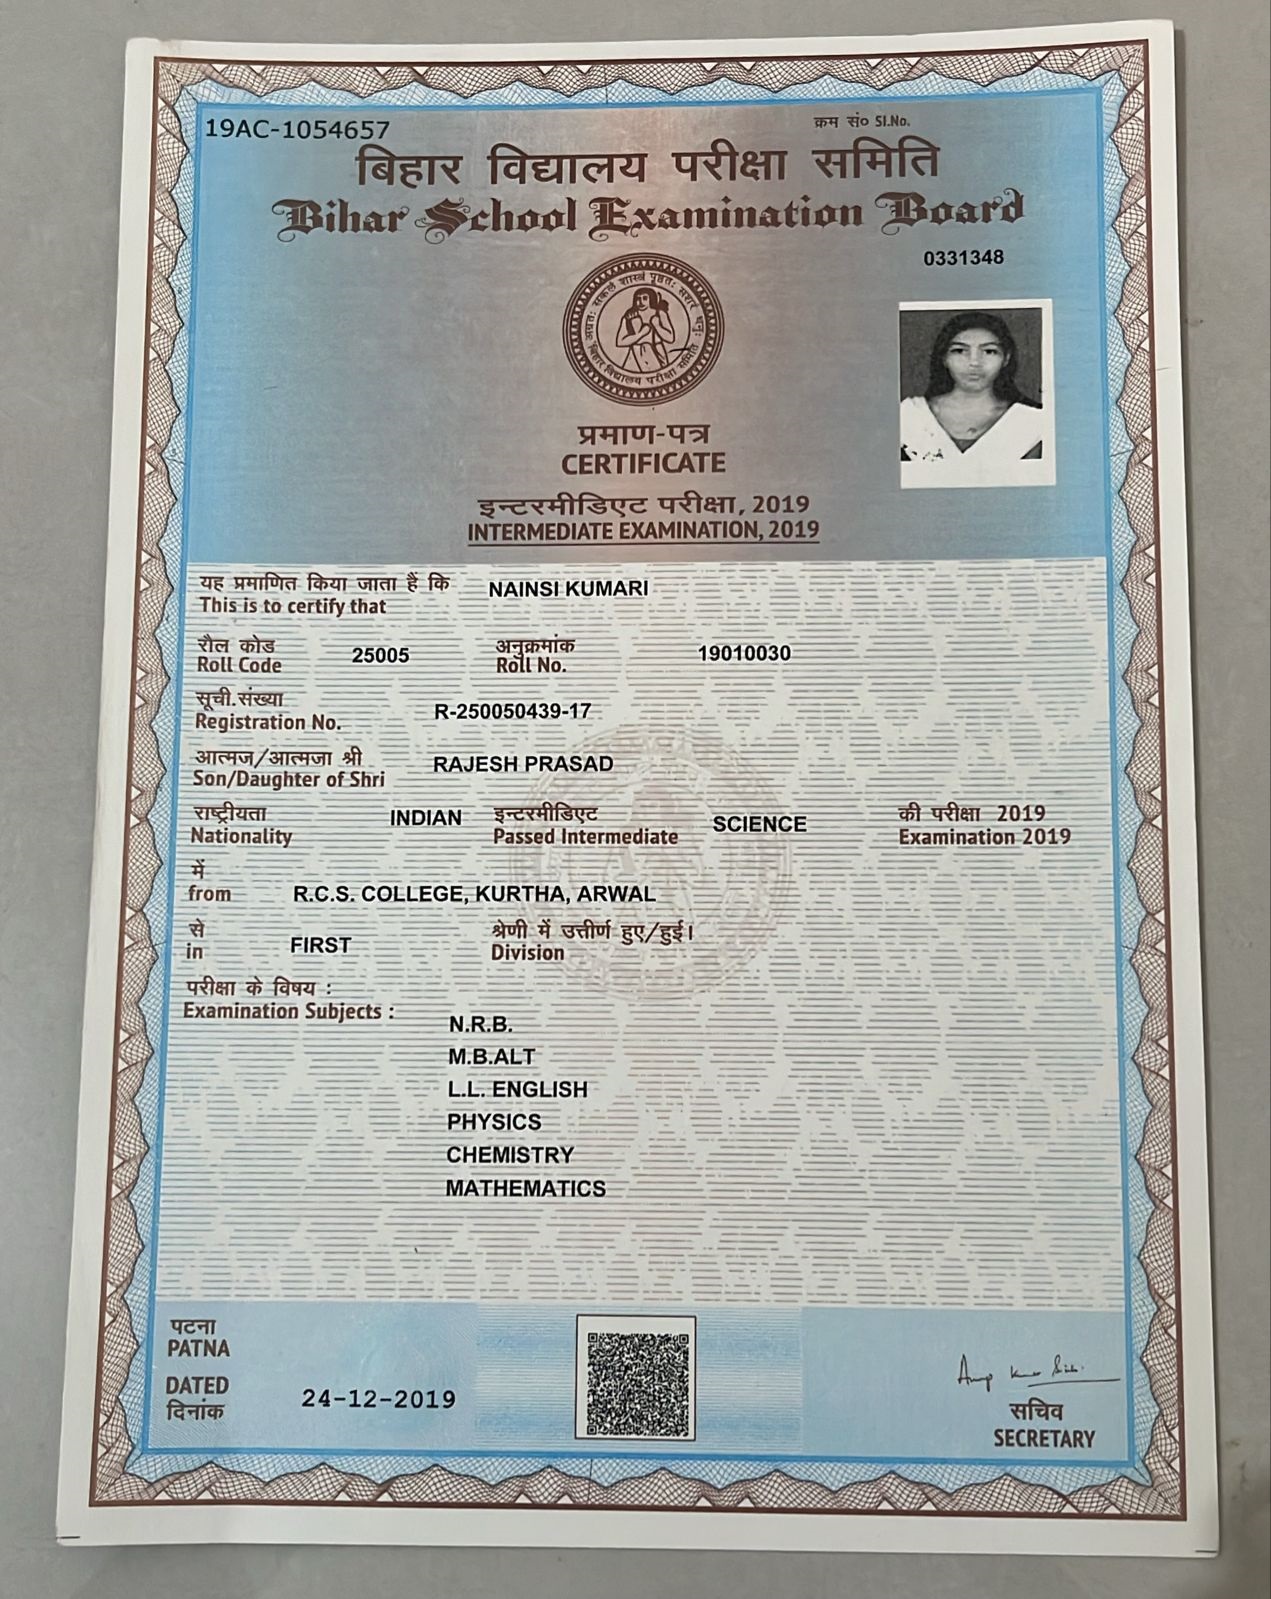 19AC-1054657
क्रम सं० Sl.No.
बिहार विद्यालय परीक्षा समिति
Bihar School Examination Board
0331348
बिहार विद्यालय परीक्षा समिति
प्रमाण-पत्र
CERTIFICATE
इन्टरमीडिएट परीक्षा, 2019
INTERMEDIATE EXAMINATION, 2019
यह प्रमाणित किया जाता हैं कि NAINSI KUMARI
This is to certify that
रौल कोड 25005 अनुक्रमांक 19010030
Roll Code Roll No.
सूची.संख्या
Registration No. R-250050439-17
आत्मज/आत्मजा श्री RAJESH PRASAD
Son/Daughter of Shri
राष्ट्रीयता INDIAN इन्टरमीडिएट SCIENCE की परीक्षा 2019
Nationality Passed Intermediate Examination 2019
में
from R.C.S. COLLEGE, KURTHA, ARWAL
से FIRST श्रेणी में उत्तीर्ण हुए/हुई।
in Division
परीक्षा के विषय :
Examination Subjects :
N.R.B.
M.B.ALT
L.L. ENGLISH
PHYSICS
CHEMISTRY
MATHEMATICS
पटना
PATNA
DATED 24-12-2019
दिनांक
सचिव
SECRETARY